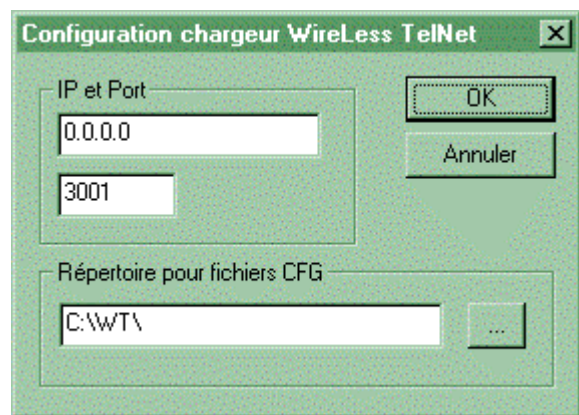 Configuration chargeur WireLess TelNet
IP et Port
0.0.0.0
3001
OK
Annuler
Répertoire pour fichiers CFG
C:\WT\
...